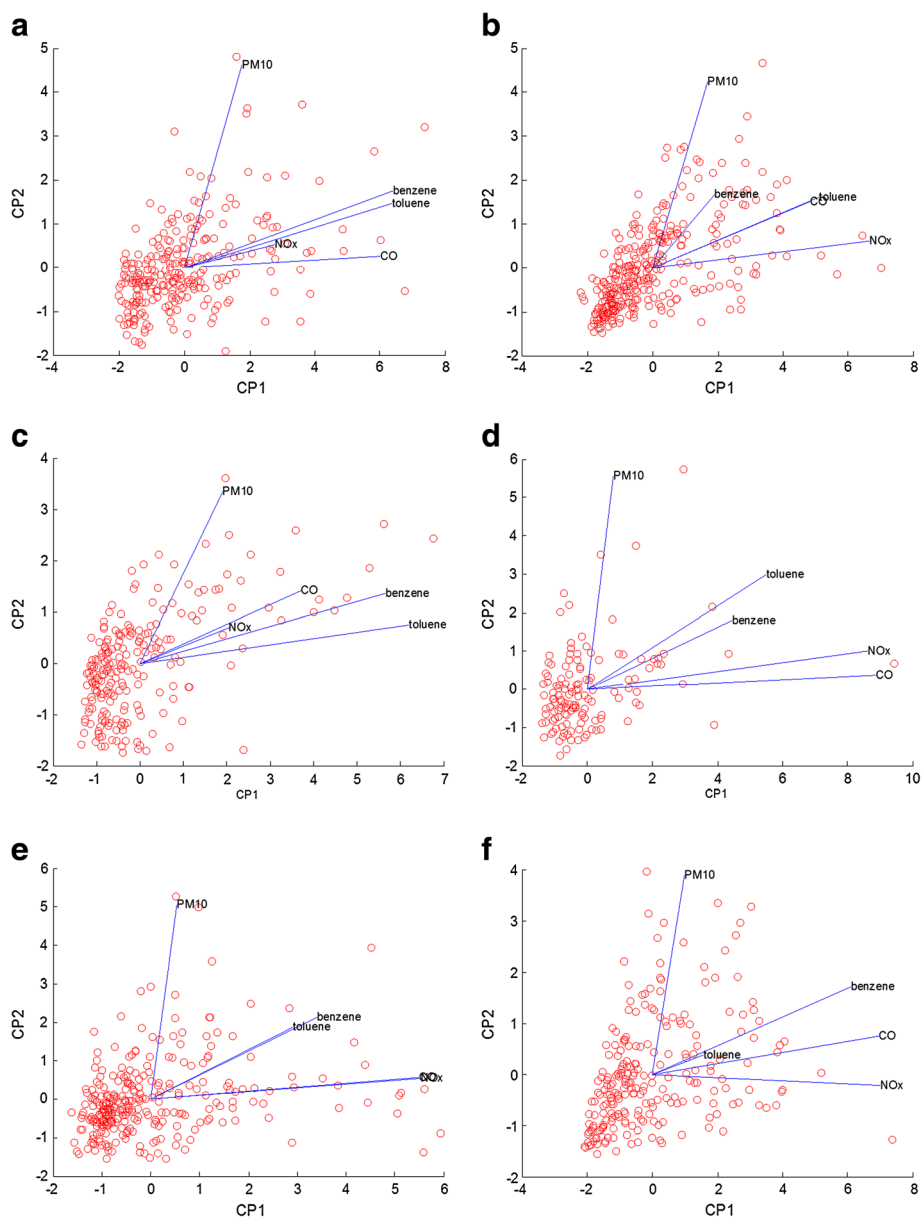 a
5
PM10
4
3
2
benzene
toluene
1
NOx
CO
0
-1
-2
CP2
-4 -2 0 2 4 6 8
CP1
b
5
PM10
4
3
2
benzene
toluene
CO
1
NOx
0
-1
-2
CP2
-4 -2 0 2 4 6 8
CP1
c
4
PM10
3
2
CO
benzene
1
NOx
toluene
0
-1
-2
CP2
-2 -1 0 1 2 3 4 5 6 7
CP1
d
6
PM10
5
4
3
toluene
2
benzene
1
NOx
CO
0
-1
-2
CP2
-2 0 2 4 6 8 10
CP1
e
6
PM10
5
4
3
2
benzene
toluene
1
NOx
0
-1
-2
CP2
-2 -1 0 1 2 3 4 5 6
CP1
f
4
PM10
3
2
benzene
1
CO
toluene
0
NOx
-1
-2
CP2
-4 -2 0 2 4 6 8
CP1